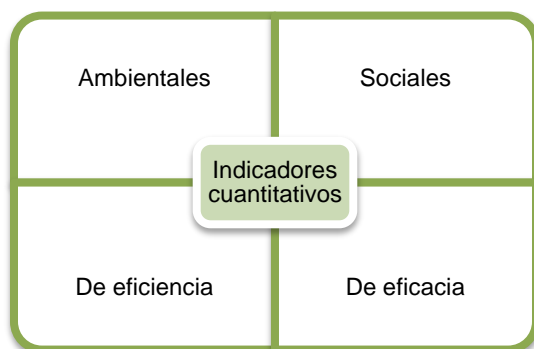 Ambientales
Sociales
Indicadores
cuantitativos
De eficiencia
De eficacia